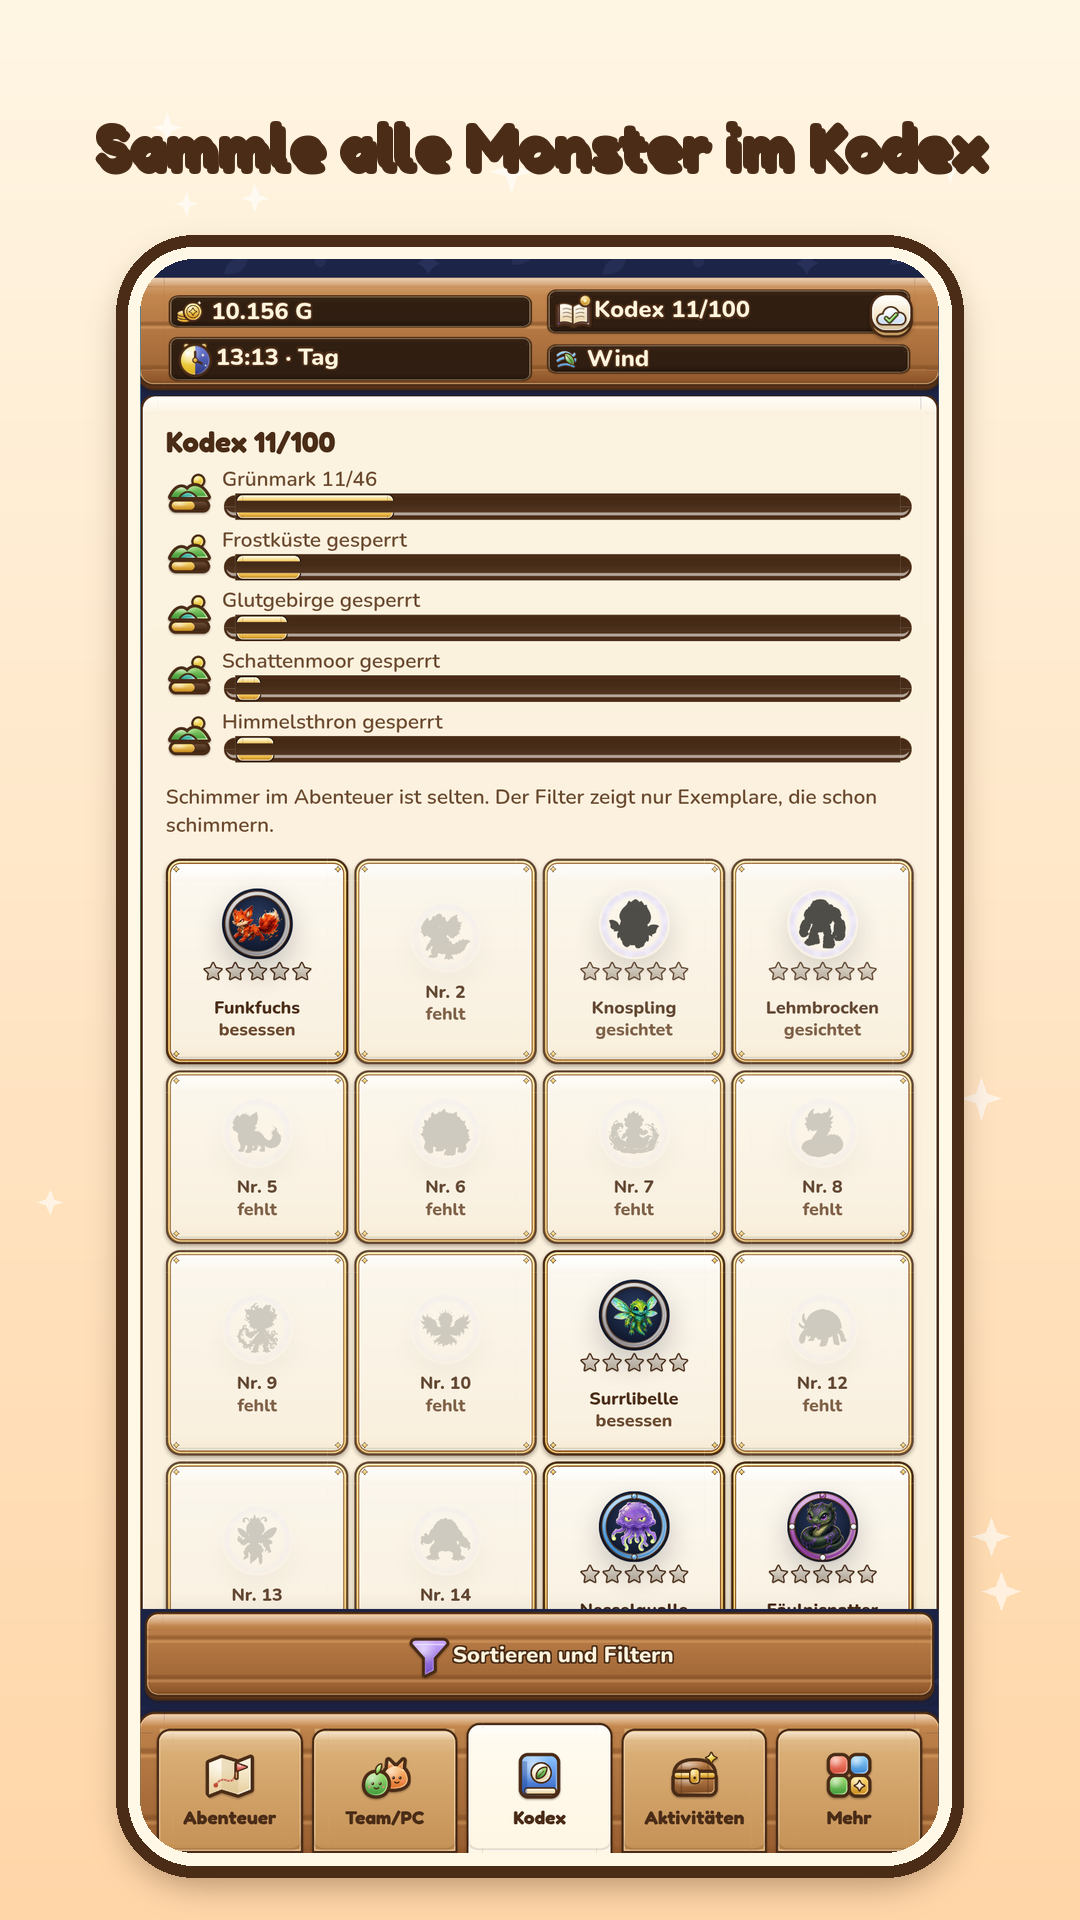 Sammle alle Monster im Kodex
10.156 G
Kodex 11/100
13:13 · Tag
Wind
Kodex 11/100
Grünmark 11/46
Frostküste gesperrt
Glutgebirge gesperrt
Schattenmoor gesperrt
Himmelsthron gesperrt
Schimmer im Abenteuer ist selten. Der Filter zeigt nur Exemplare, die schon
schimmern.
Funkfuchs
besessen
Nr. 2
fehlt
Knospling
gesichtet
Lehmbrocken
gesichtet
Nr. 5
fehlt
Nr. 6
fehlt
Nr. 7
fehlt
Nr. 8
fehlt
Nr. 9
fehlt
Nr. 10
fehlt
Surrlibelle
besessen
Nr. 12
fehlt
Nr. 13
Nr. 14
Sortieren und Filtern
Abenteuer
Team/PC
Kodex
Aktivitäten
Mehr